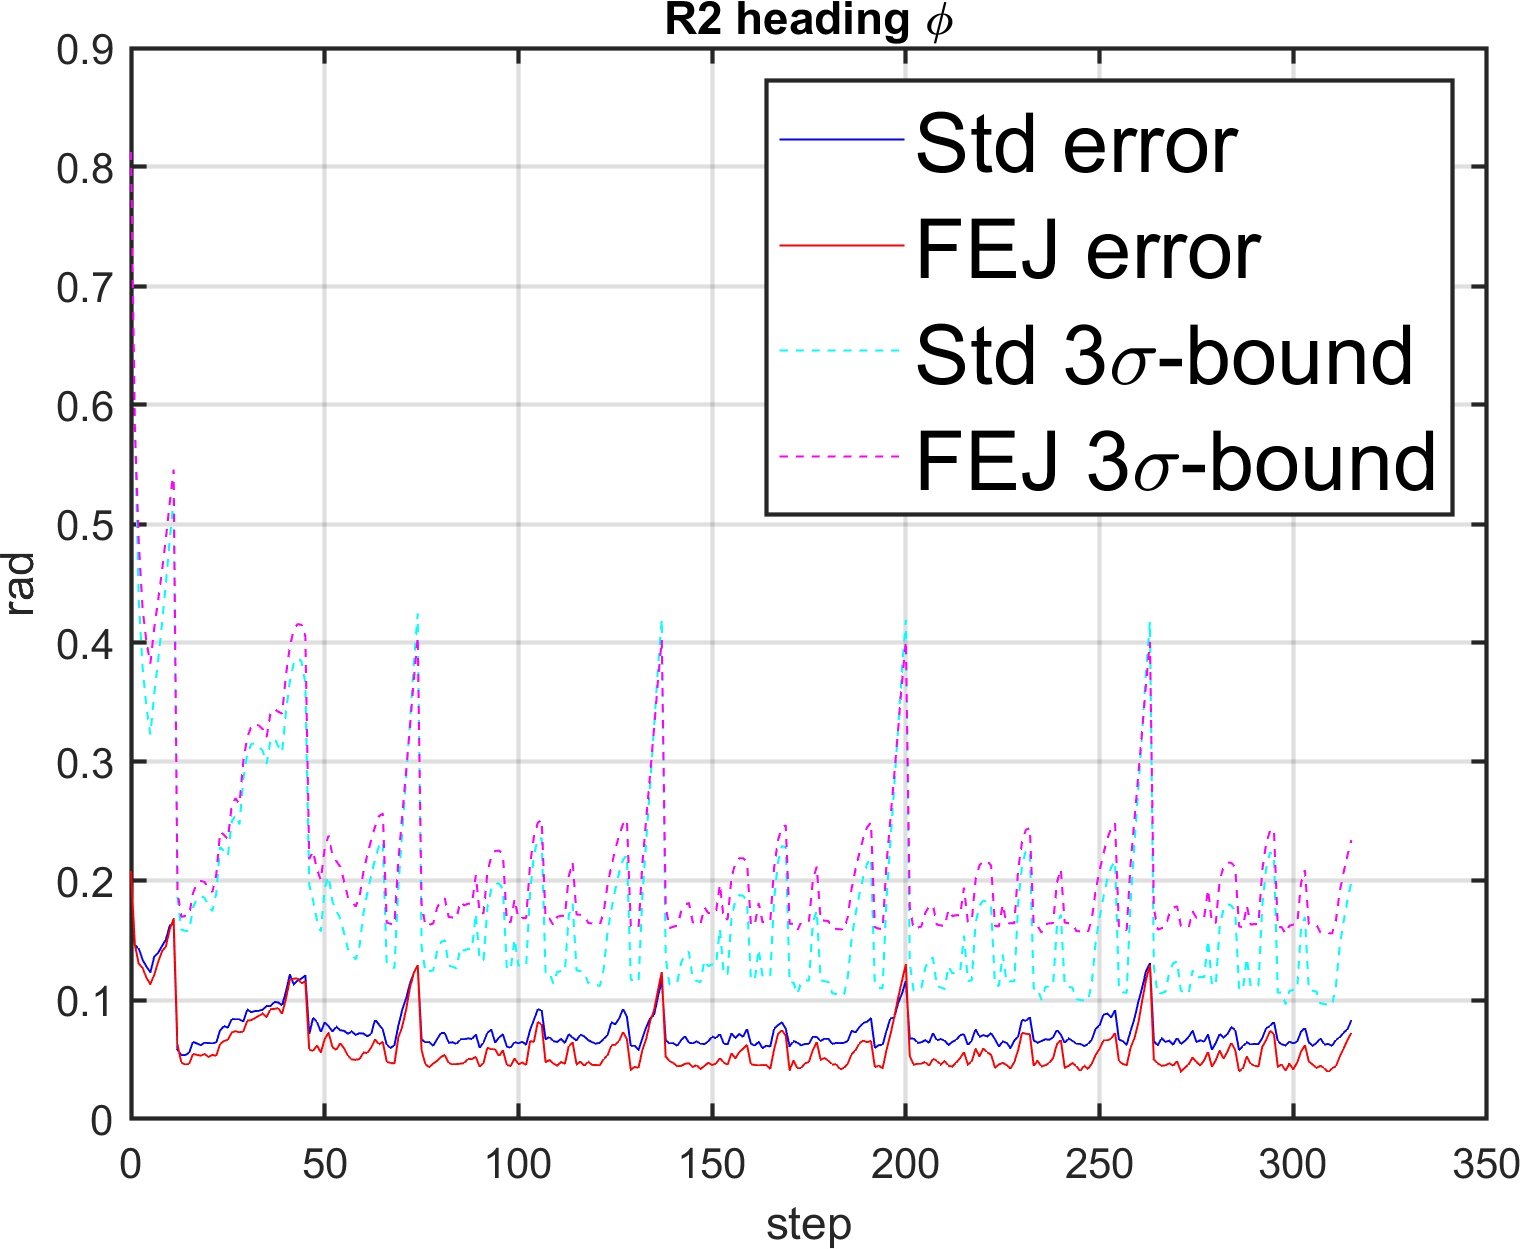 R2 heading ϕ
0.9
0.8
0.7
0.6
0.5
0.4
0.3
0.2
0.1
0
rad
Std error
FEJ error
Std 3σ-bound
FEJ 3σ-bound
0 50 100 150 200 250 300 350
step